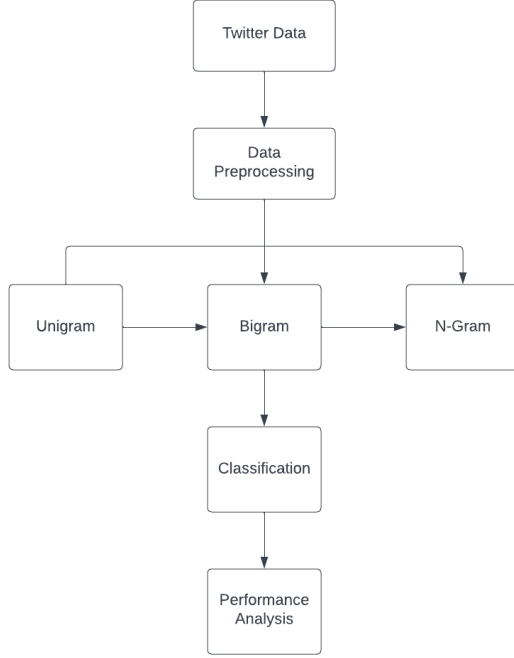 Twitter Data
Data
Preprocessing
Unigram
Bigram
N-Gram
Classification
Performance
Analysis